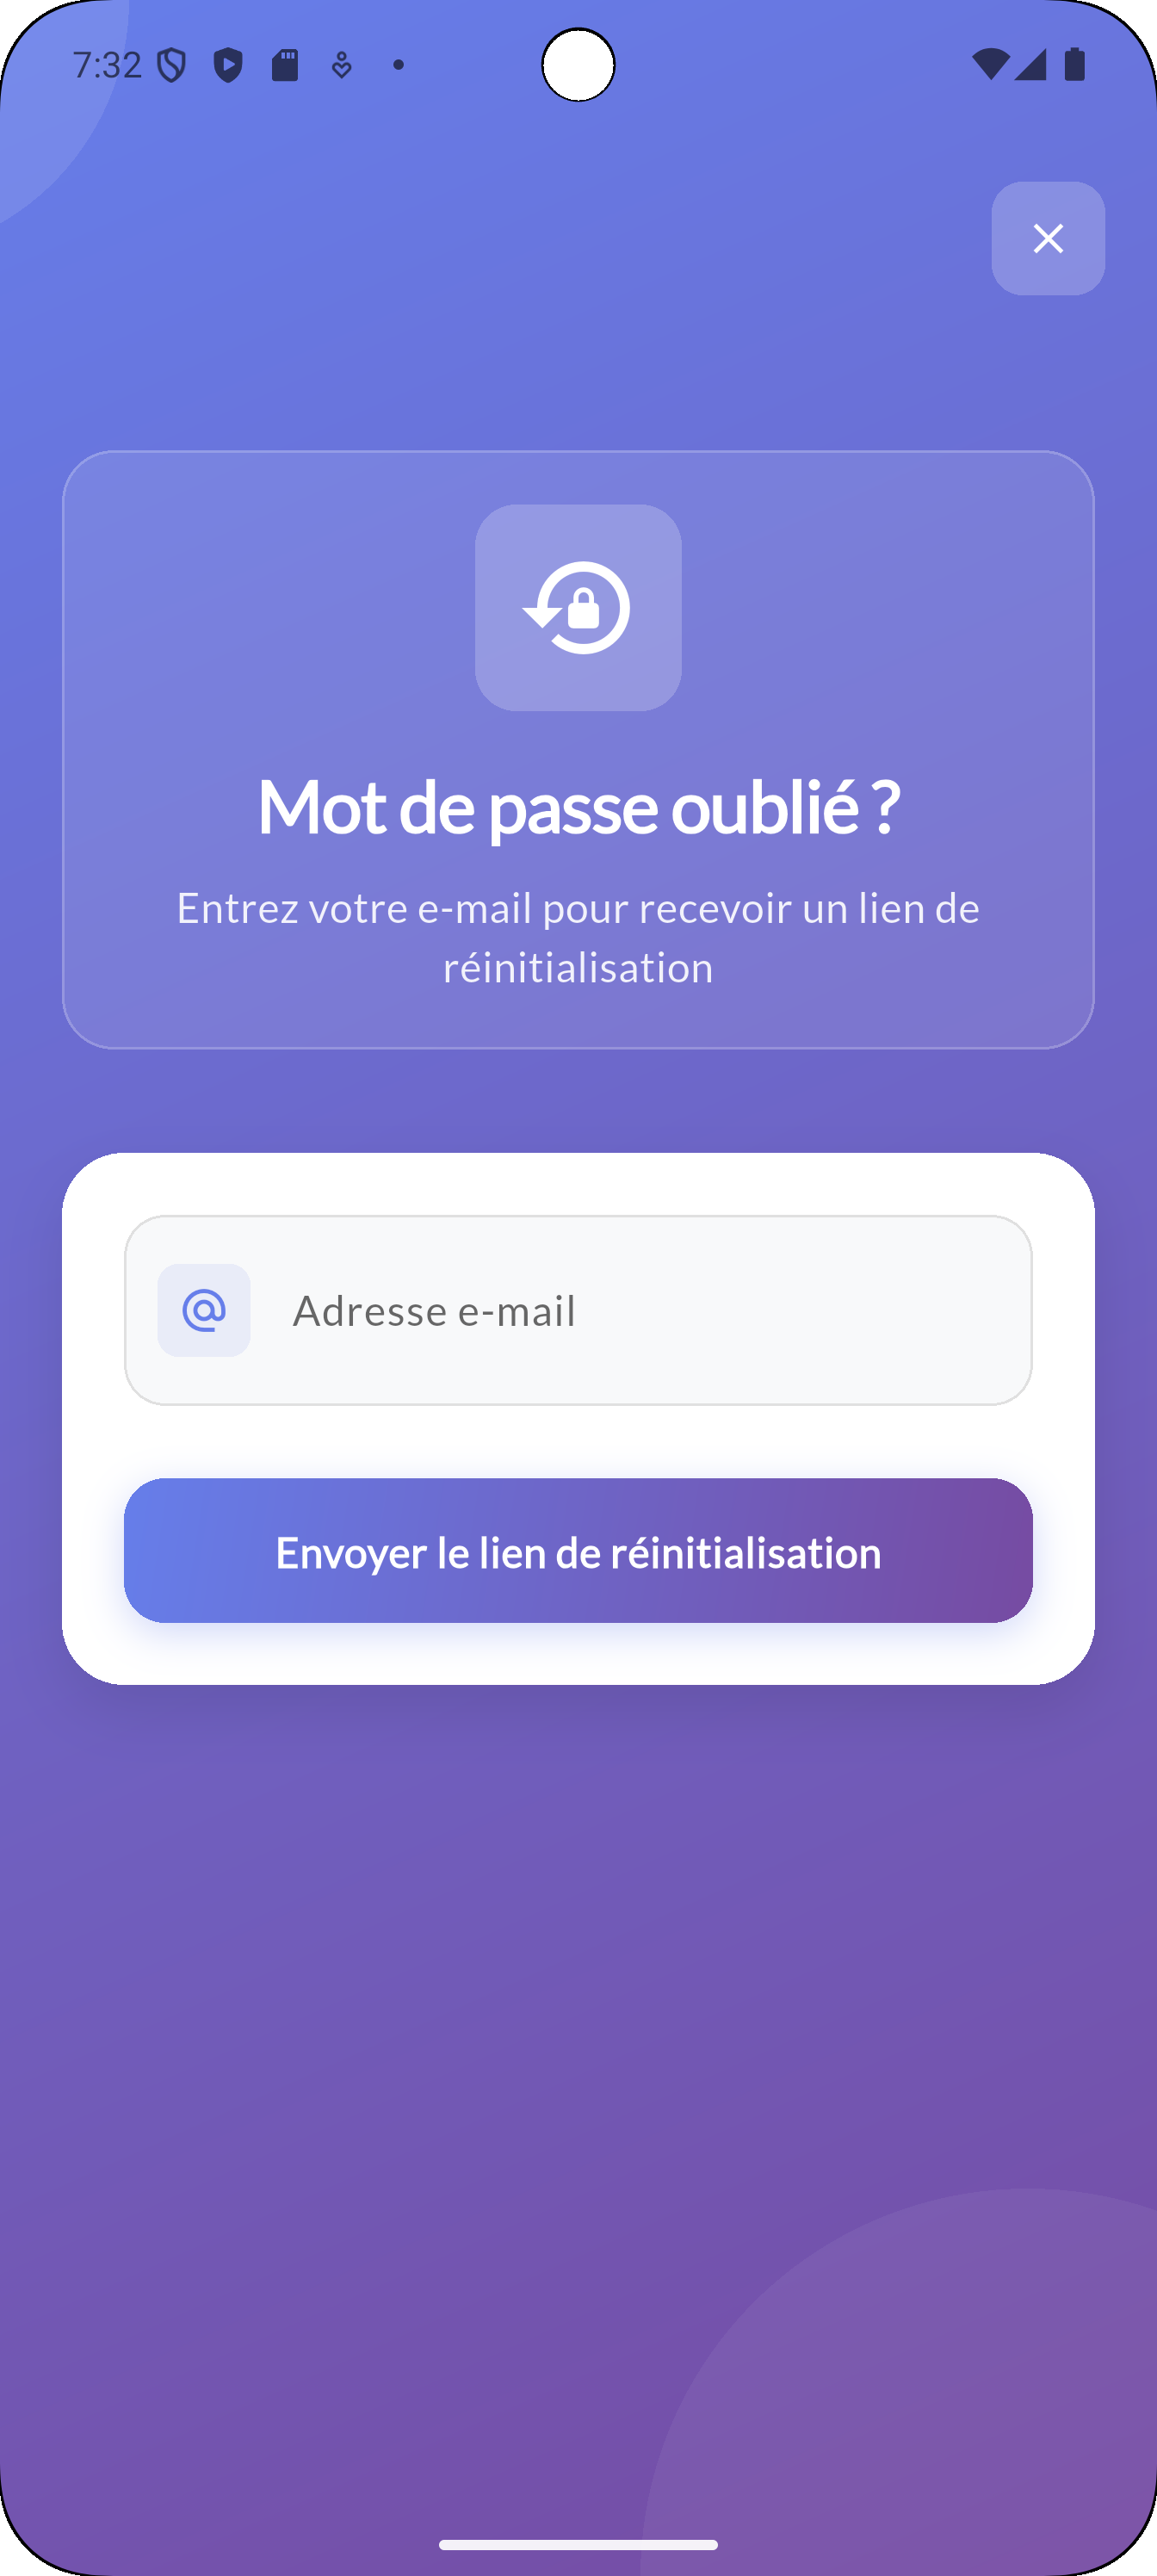 7:32
Mot de passe oublié ?
Entrez votre e-mail pour recevoir un lien de
réinitialisation
Adresse e-mail
Envoyer le lien de réinitialisation